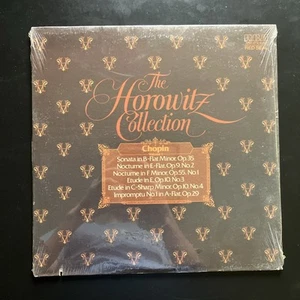 The
Horowitz
Collection
Chopin
Sonata in B-Flat Minor, Op. 35
Nocturne in E-Flat, Op. 9, No. 2
Nocturne in F Minor, Op. 55, No. 1
Etude in E, Op. 10, No. 3
Etude in C-Sharp Minor, Op. 10, No. 4
Impromptu No. 1 in A-Flat, Op. 29